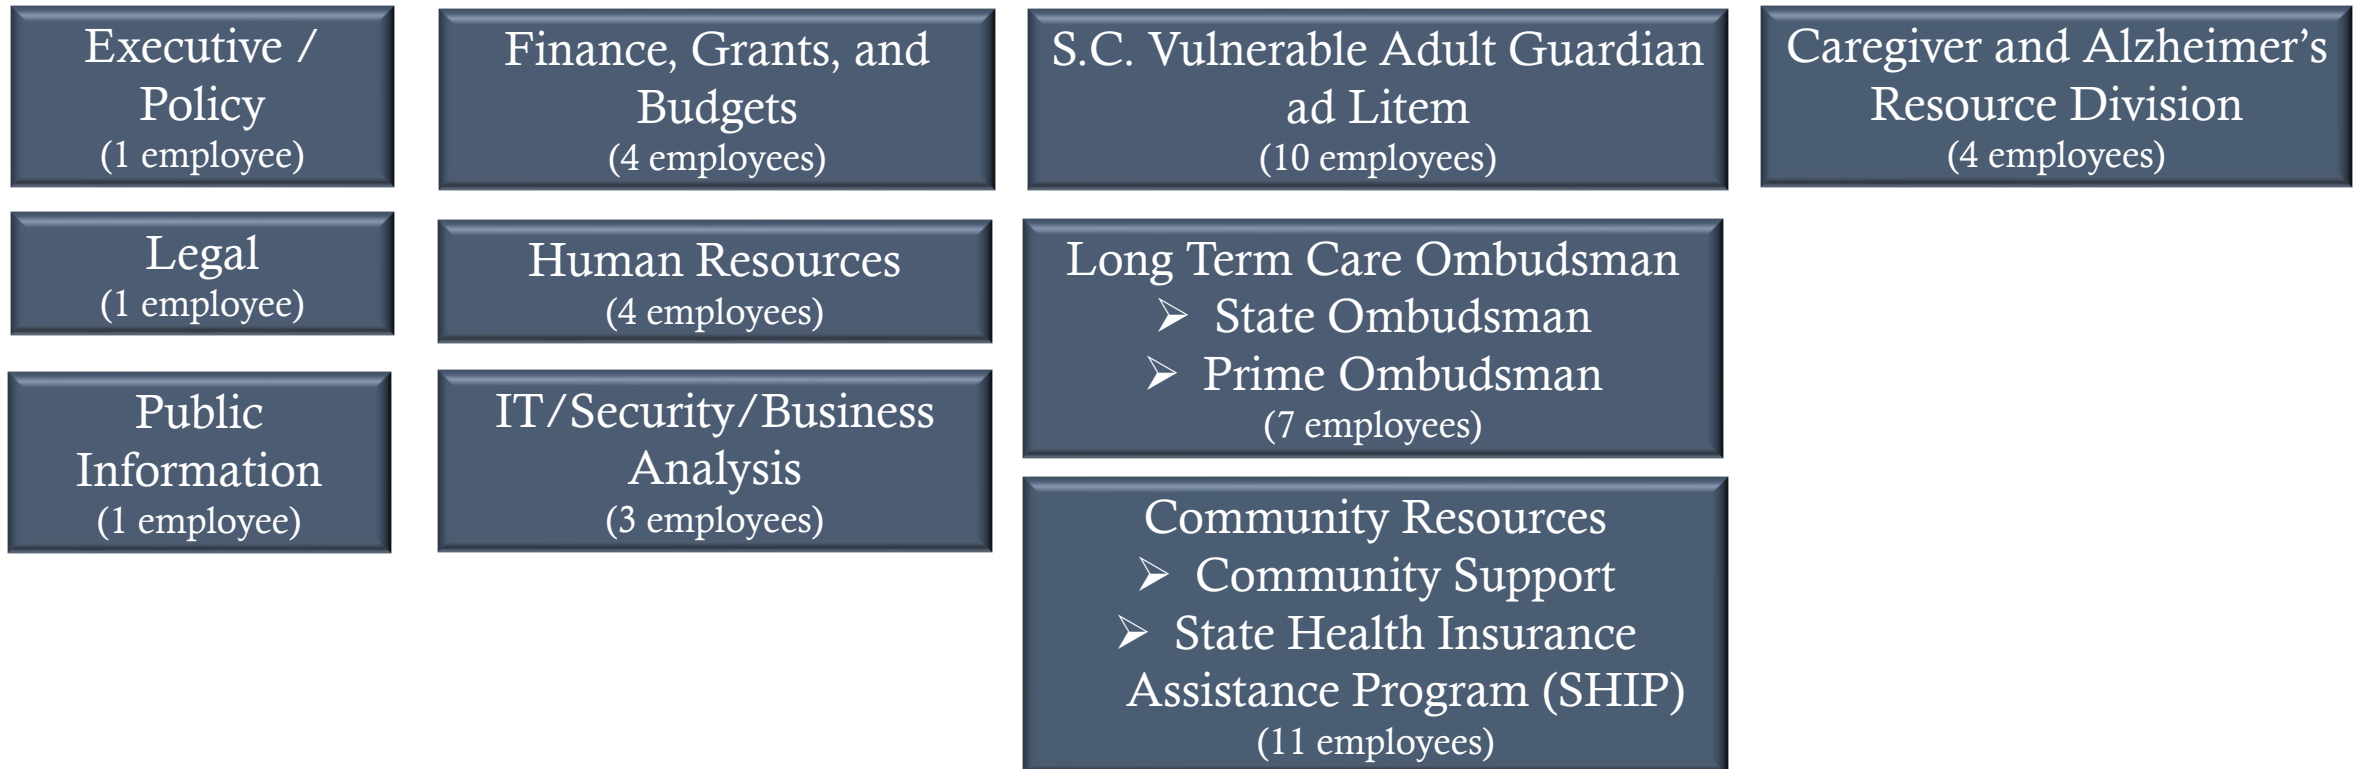 Executive /
Policy
(1 employee)
Legal
(1 employee)
Public
Information
(1 employee)
Finance, Grants, and
Budgets
(4 employees)
Human Resources
(4 employees)
IT/Security/Business
Analysis
(3 employees)
S.C. Vulnerable Adult Guardian
ad Litem
(10 employees)
Long Term Care Ombudsman
➢ State Ombudsman
➢ Prime Ombudsman
(7 employees)
Community Resources
➢ Community Support
➢ State Health Insurance
Assistance Program (SHIP)
(11 employees)
Caregiver and Alzheimer’s
Resource Division
(4 employees)